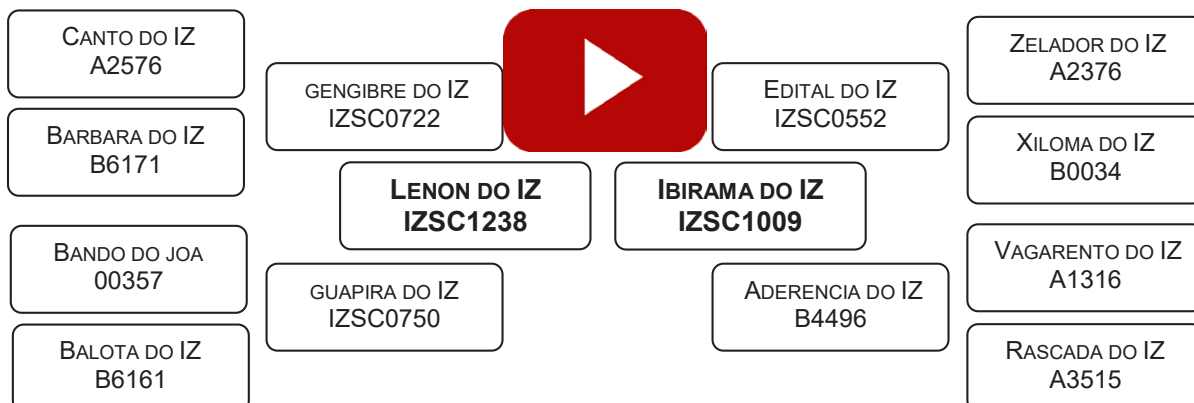 CANTO DO IZ
A2576
BARBARA DO IZ
B6171
BANDO DO JOA
00357
BALOTA DO IZ
B6161
GENGIBRE DO IZ
IZSC0722
GUAPIRA DO IZ
IZSC0750
LENON DO IZ
IZSC1238
IBIRAMA DO IZ
IZSC1009
EDITAL DO IZ
IZSC0552
ADERENCIA DO IZ
B4496
ZELADOR DO IZ
A2376
XILOMA DO IZ
B0034
VAGARENTO DO IZ
A1316
RASCADA DO IZ
A3515